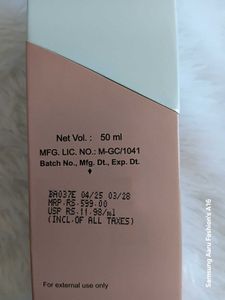 Net Vol.: 50 ml
MFG. LIC. NO.: M-GC/1041
Batch No., Mfg. Dt., Exp. Dt.
BA037E 04/25 03/28
MRP.RS.599.00
USP RS.11.98/ml
(INCL.OF ALL TAXES)
For external use only
Samsung Aaru Fashion's A16